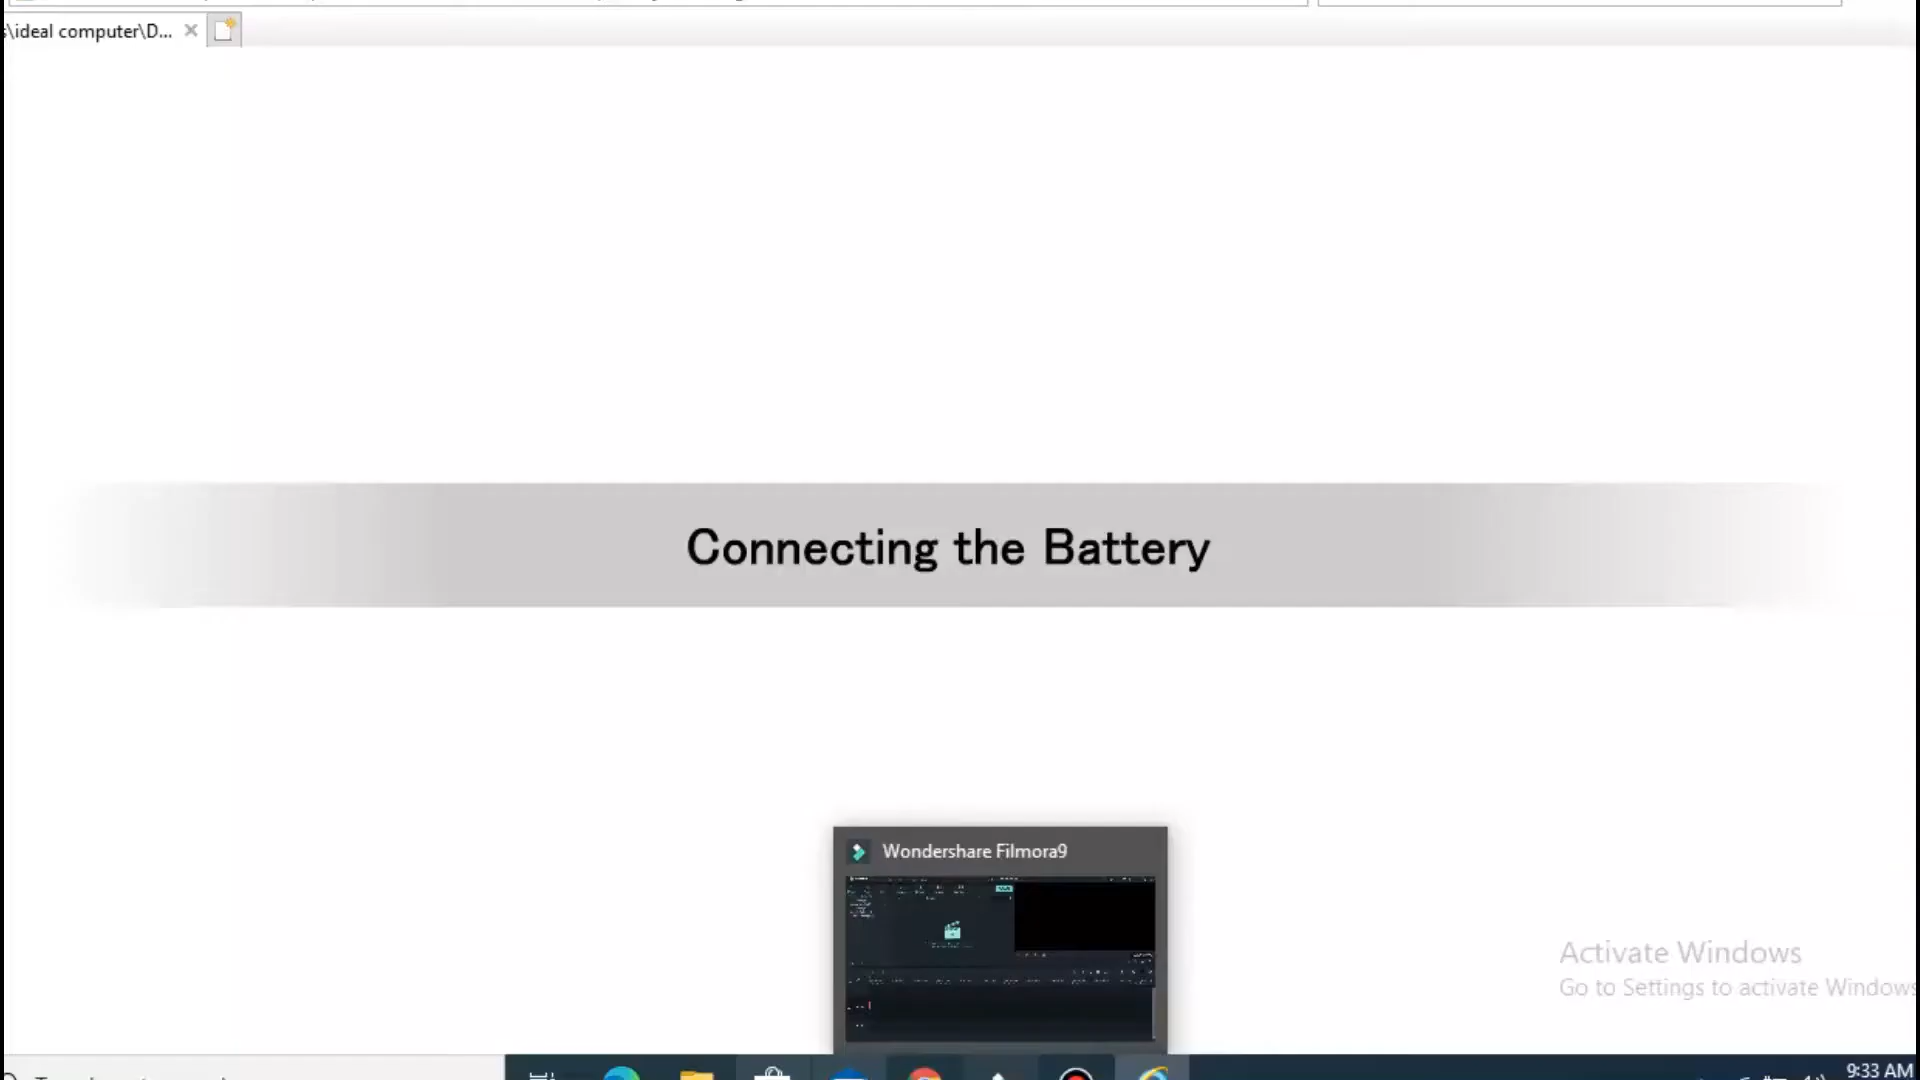 \ideal computer\D...
Connecting the Battery
Wondershare Filmora9
Activate Windows
Go to Settings to activate Windows
9:33 AM